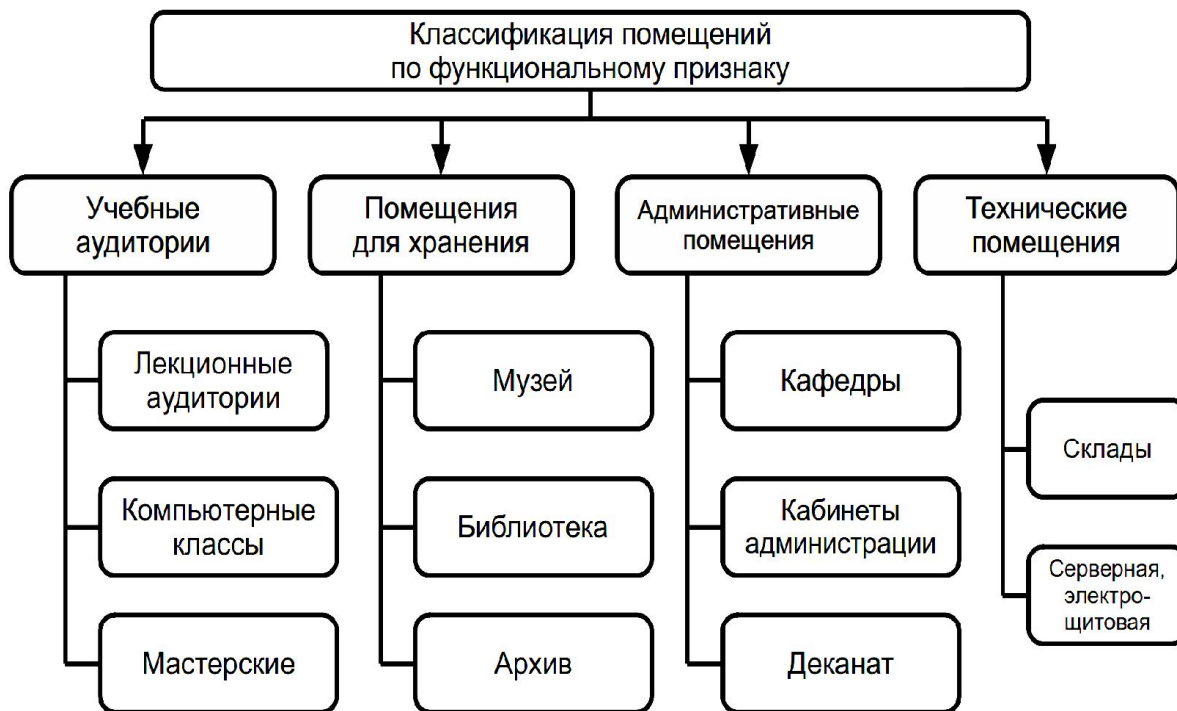 Классификация помещений
по функциональному признаку
Учебные
аудитории
Помещения
для хранения
Административные
помещения
Технические
помещения
Лекционные
аудитории
Музей
Кафедры
Склады
Компьютерные
классы
Библиотека
Кабинеты
администрации
Серверная,
электро-
щитовая
Мастерские
Архив
Деканат